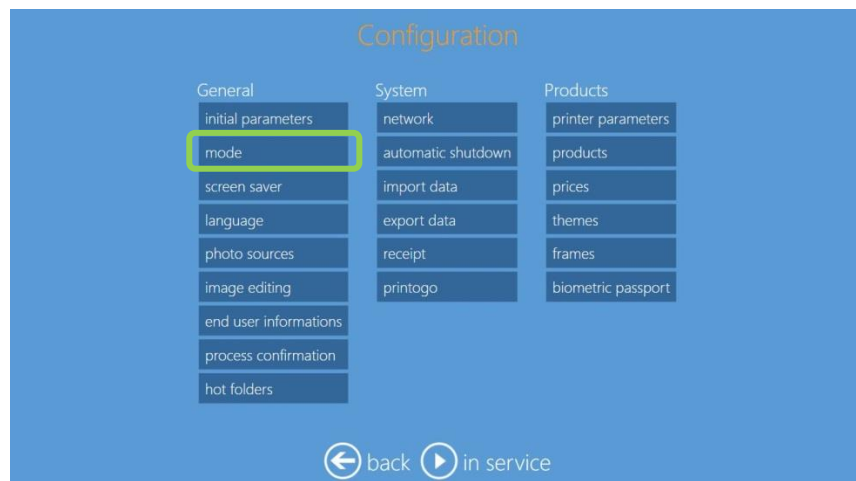 Configuration
General
initial parameters
mode
screen saver
language
photo sources
image editing
end user informations
process confirmation
hot folders
System
network
automatic shutdown
import data
export data
receipt
printogo
Products
printer parameters
products
prices
themes
frames
biometric passport
back in service